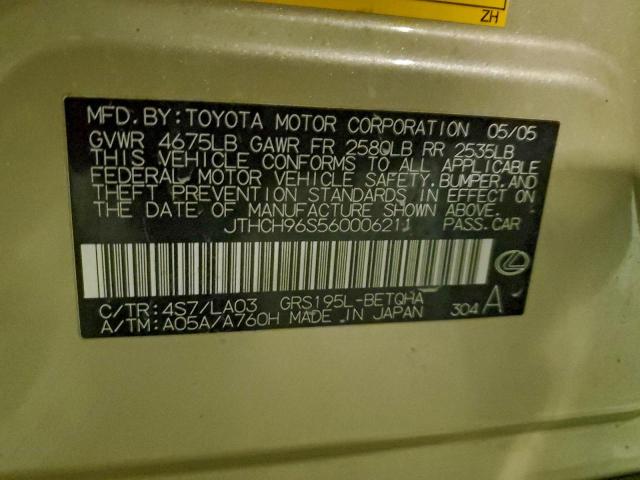 ZH
MFD. BY: TOYOTA MOTOR CORPORATION 05/05
GVWR 4675LB GAWR FR 2580LB RR 2535LB
THIS VEHICLE CONFORMS TO ALL APPLICABLE
FEDERAL MOTOR VEHICLE SAFETY, BUMPER, AND
THEFT PREVENTION STANDARDS IN EFFECT ON
THE DATE OF MANUFACTURE SHOWN ABOVE.
JTHCH96S560006211 PASS. CAR
C/TR: 4S7/LA03 GRS195L-BETQHA
A/TM: A05A/A760H MADE IN JAPAN 304 A